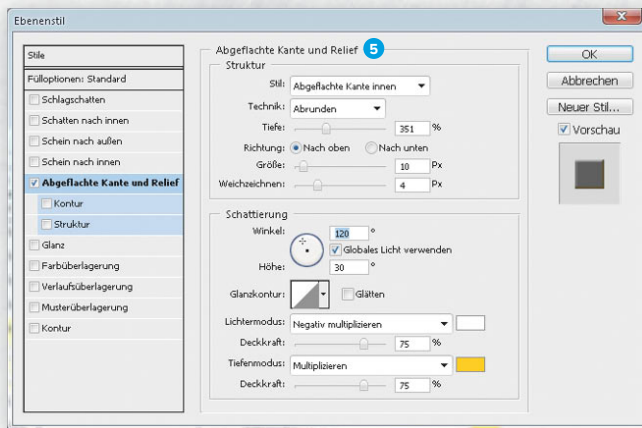 Ebenenstil
Stile
Fülloptionen: Standard
Schlagschatten
Schatten nach innen
Schein nach außen
Schein nach innen
Abgeflachte Kante und Relief
Kontur
Struktur
Glanz
Farbüberlagerung
Verlaufsüberlagerung
Musterüberlagerung
Kontur
Abgeflachte Kante und Relief 5
Struktur
Stil: Abgeflachte Kante innen
Technik: Abrunden
Tiefe: 351 %
Richtung: Nach oben Nach unten
Größe: 10 Px
Weichzeichnen: 4 Px
Schattierung
Winkel: 120 °
Globales Licht verwenden
Höhe: 30 °
Glanzkontur: Glätten
Lichtermodus: Negativ multiplizieren
Deckkraft: 75 %
Tiefenmodus: Multiplizieren
Deckkraft: 75 %
OK
Abbrechen
Neuer Stil...
Vorschau